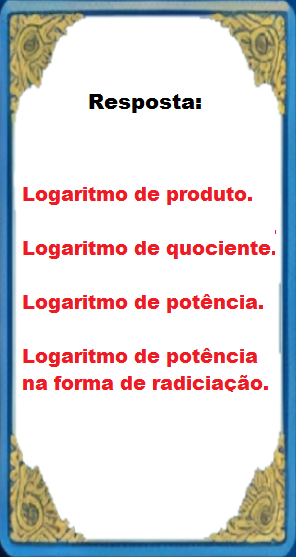 Resposta:
Logaritmo de produto.
Logaritmo de quociente.
Logaritmo de potência.
Logaritmo de potência
na forma de radiciação.